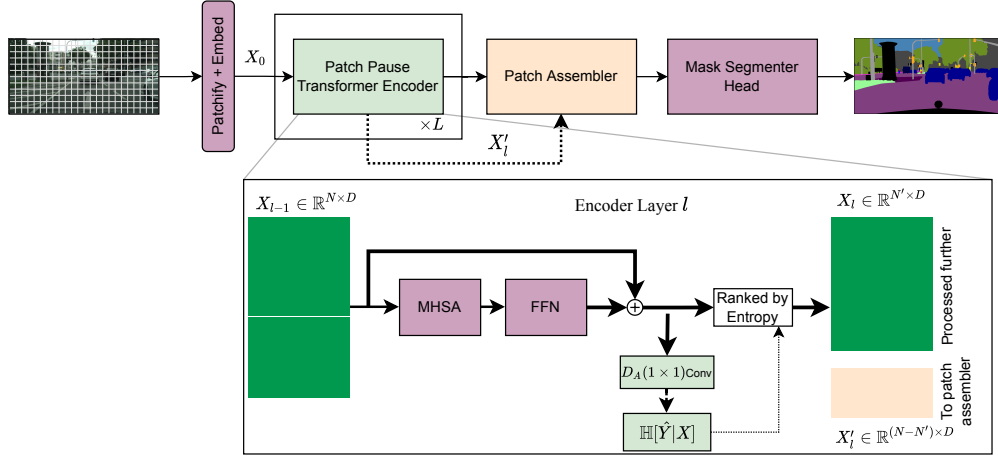 Patchify + Embed
X_0
Patch Pause
Transformer Encoder
×L
X'_l
Patch Assembler
Mask Segmenter
Head
X_{l-1} ∈ ℝ^{N×D}
Encoder Layer l
X_l ∈ ℝ^{N'×D}
MHSA
FFN
+
Ranked by
Entropy
Processed further
D_A(1 × 1)Conv
ℍ[Ŷ|X]
To patch
assembler
X'_l ∈ ℝ^{(N−N')×D}